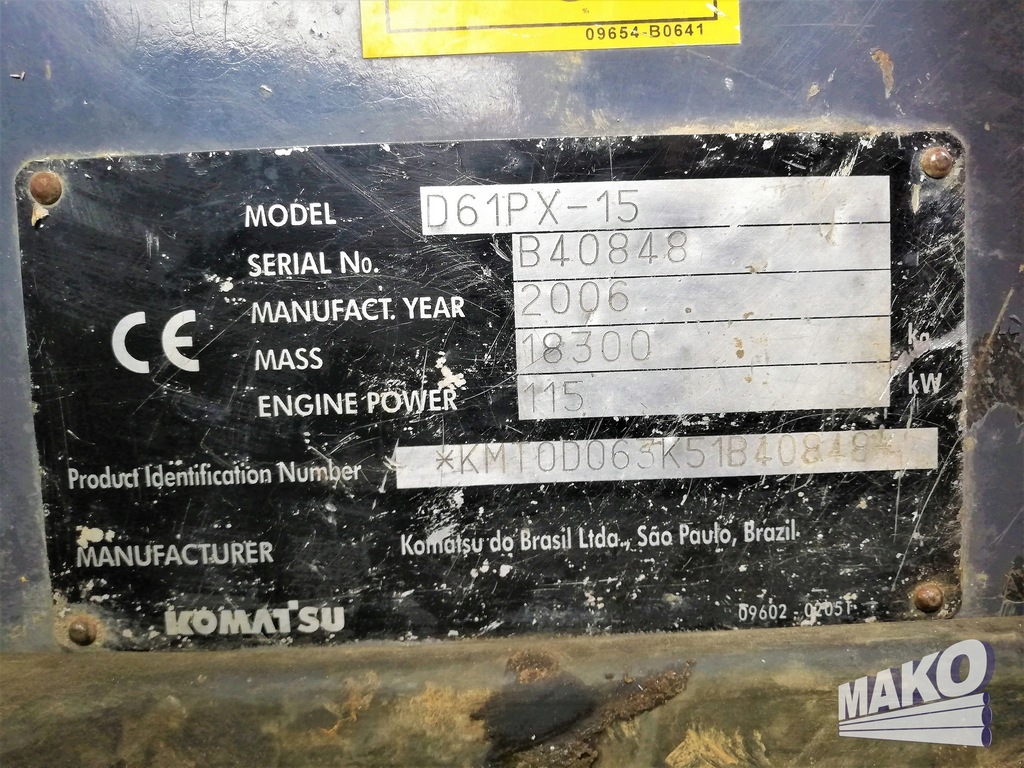 09654-B0641
MODEL D61PX-15
SERIAL No. B40848
MANUFACT. YEAR 2006
CE MASS 18300 kg
ENGINE POWER 115 kW
Product Identification Number *KMT0D063K51B40848*
MANUFACTURER Komatsu do Brasil Ltda., São Paulo, Brazil.
KOMATSU 09602 - 02051
MAKO